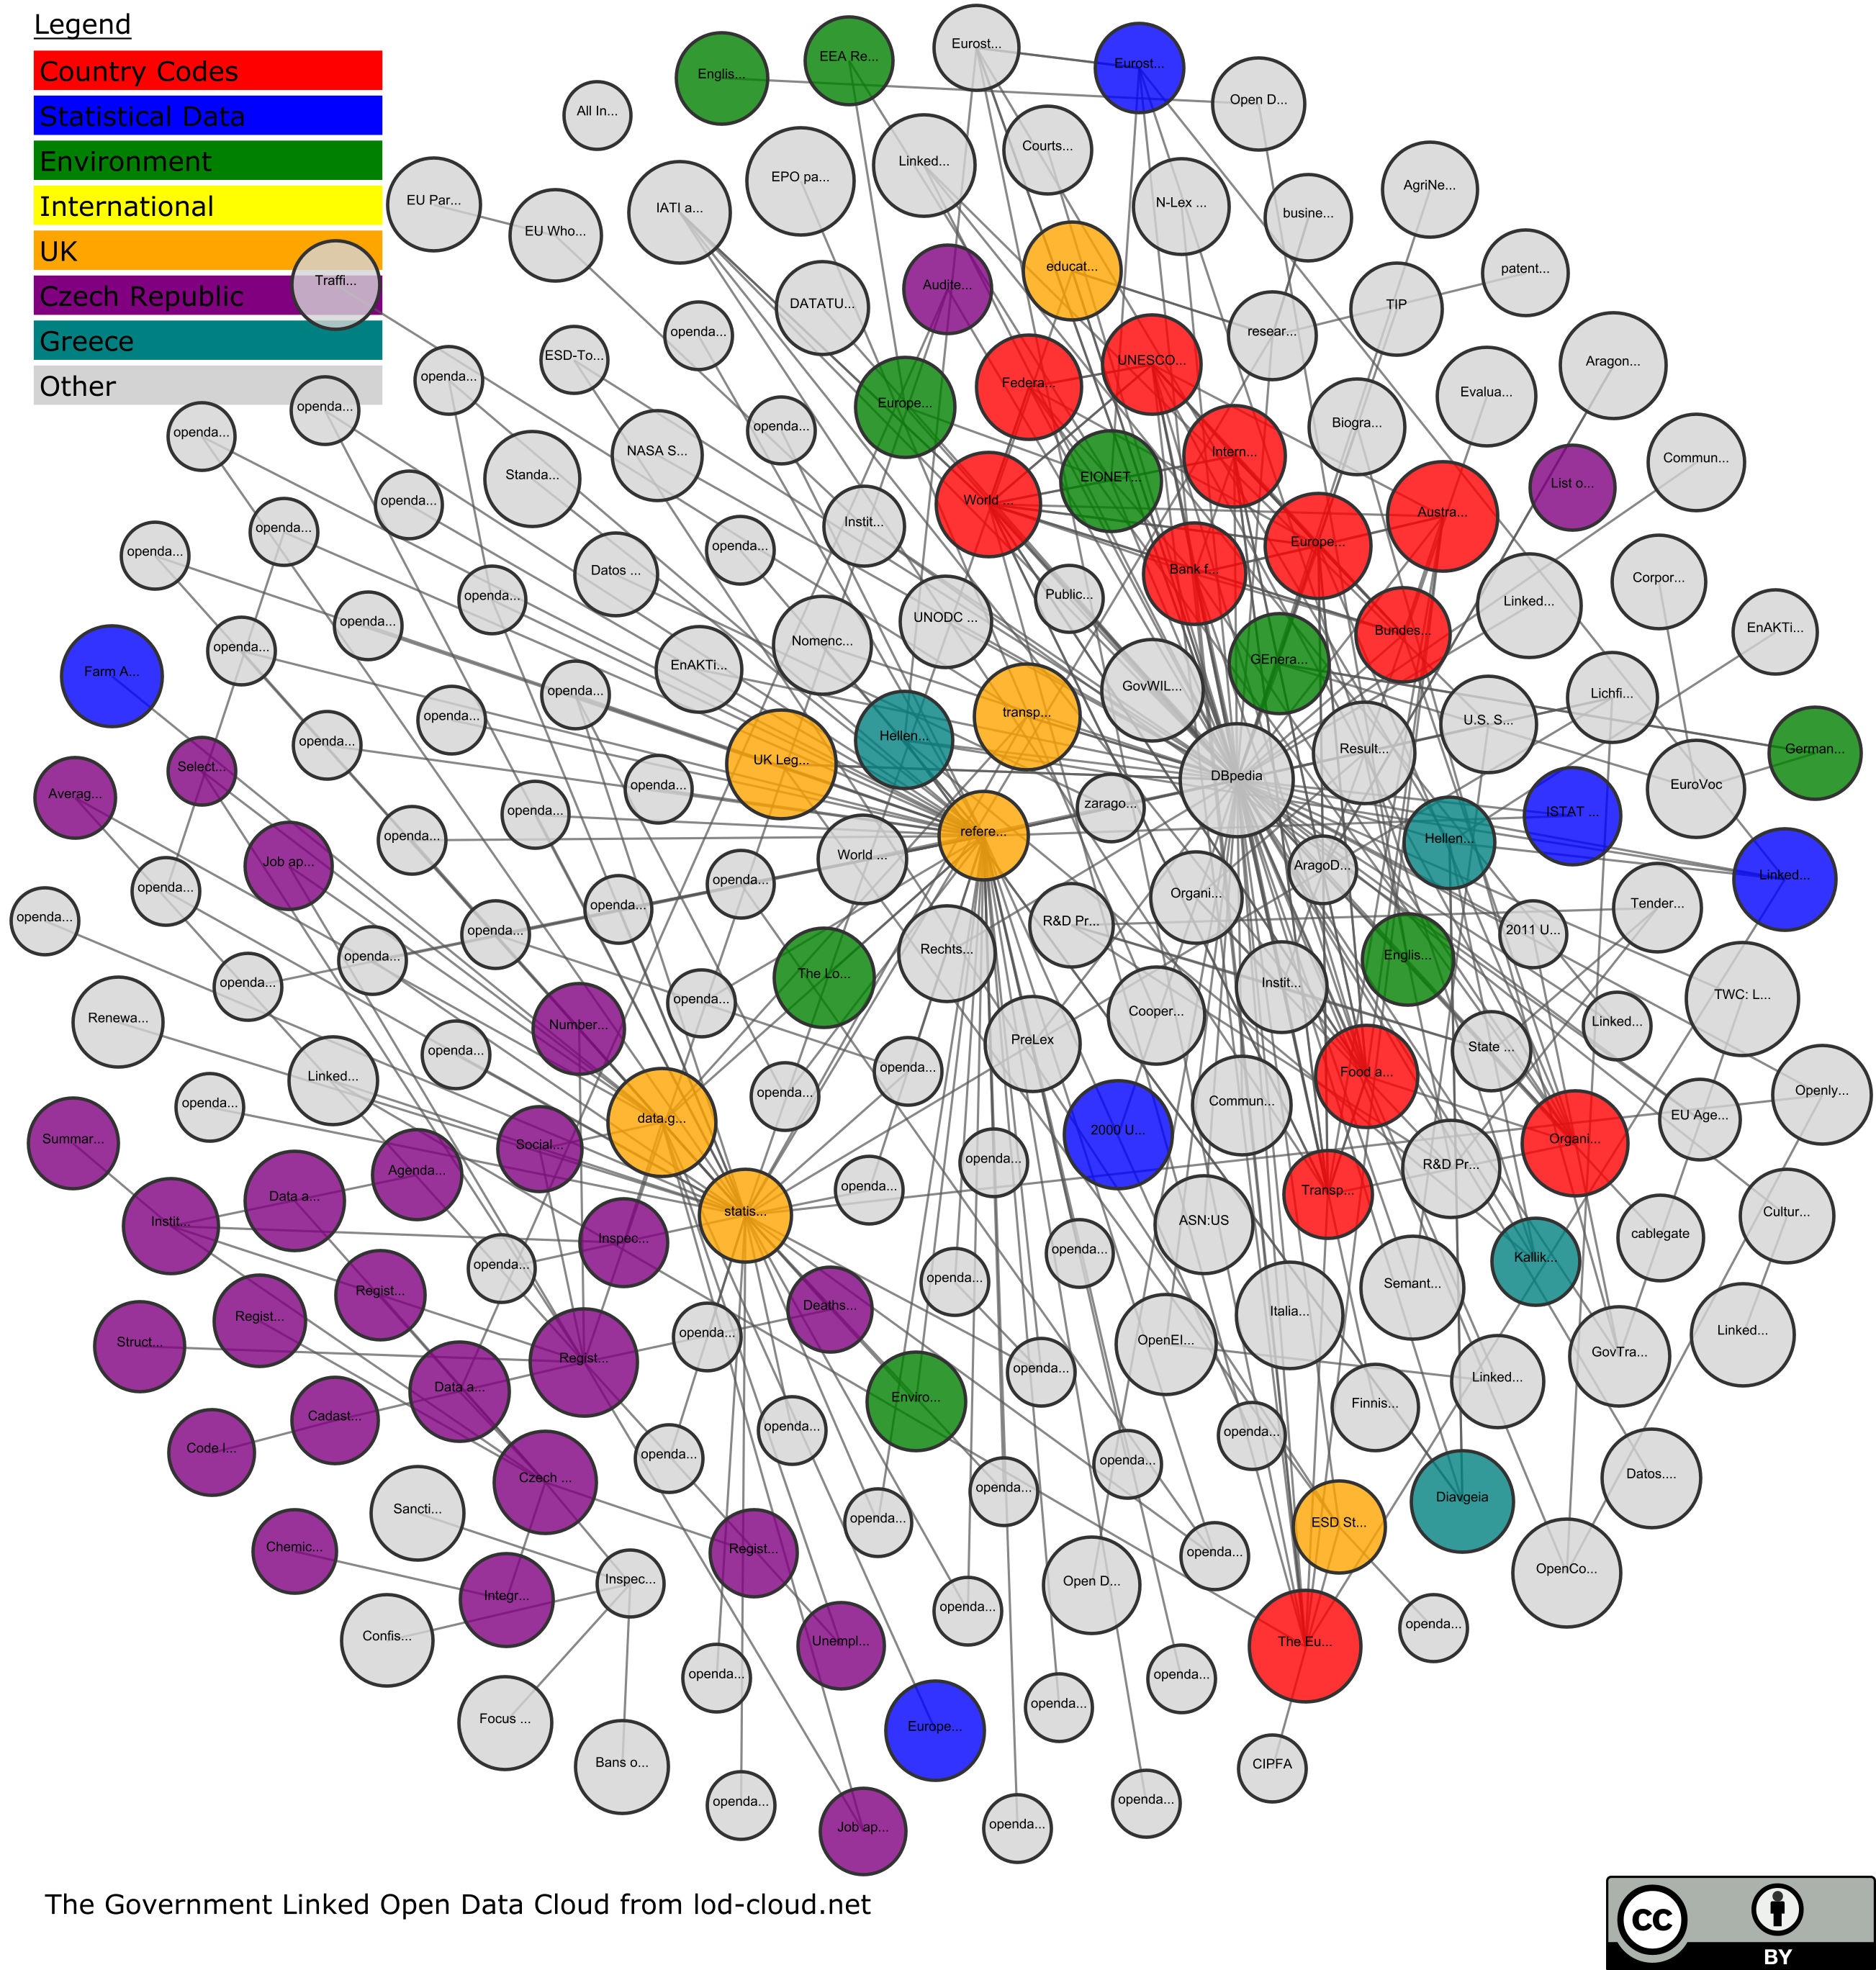 Legend
Country Codes
Statistical Data
Environment
International
UK
Czech Republic
Greece
Other
Eurost...
EEA Re...
Eurost...
Englis...
Open D...
All In...
Courts...
Linked...
EPO pa...
AgriNe...
EU Par...
N-Lex ...
IATI a...
busine...
EU Who...
educat...
patent...
Traffi...
Audite...
DATATU...
TIP
openda...
resear...
ESD-To...
UNESCO...
Aragon...
openda...
Federa...
Evalua...
Europe...
openda...
Biogra...
openda...
openda...
NASA S...
Intern...
Commun...
Standa...
EIONET...
List o...
openda...
World ...
Austra...
Instit...
openda...
Europe...
openda...
openda...
Bank f...
Datos ...
Corpor...
Public...
openda...
Linked...
UNODC ...
openda...
EnAKTi...
Bundes...
Nomenc...
openda...
GEnera...
EnAKTi...
Farm A...
GovWIL...
openda...
Lichfi...
transp...
openda...
U.S. S...
Hellen...
openda...
Result...
German...
UK Leg...
Select...
DBpedia
EuroVoc
openda...
Averag...
zarago...
openda...
ISTAT ...
refere...
openda...
Hellen...
World ...
Job ap...
AragoD...
Linked...
openda...
openda...
Organi...
Tender...
openda...
openda...
R&D Pr...
2011 U...
openda...
Rechts...
openda...
Englis...
The Lo...
openda...
Instit...
TWC: L...
openda...
Cooper...
Renewa...
Linked...
Number...
PreLex
State ...
openda...
openda...
Food a...
Linked...
Openly...
openda...
Commun...
openda...
EU Age...
data.g...
2000 U...
Summar...
Organi...
Social...
openda...
R&D Pr...
Agenda...
openda...
Transp...
Data a...
statis...
Cultur...
Instit...
ASN:US
cablegate
Inspec...
openda...
Kallik...
openda...
openda...
Semant...
Regist...
Deaths...
Italia...
Regist...
Linked...
openda...
Struct...
OpenEI...
GovTra...
Regist...
openda...
Linked...
Data a...
Enviro...
Finnis...
Cadast...
openda...
openda...
Code l...
openda...
openda...
Datos....
Czech ...
openda...
Diavgeia
Sancti...
openda...
ESD St...
Chemic...
Regist...
openda...
OpenCo...
Inspec...
Open D...
Integr...
openda...
openda...
Confis...
Unempl...
The Eu...
openda...
openda...
openda...
Focus ...
Europe...
Bans o...
CIPFA
openda...
openda...
openda...
Job ap...
The Government Linked Open Data Cloud from lod-cloud.net
cc
BY